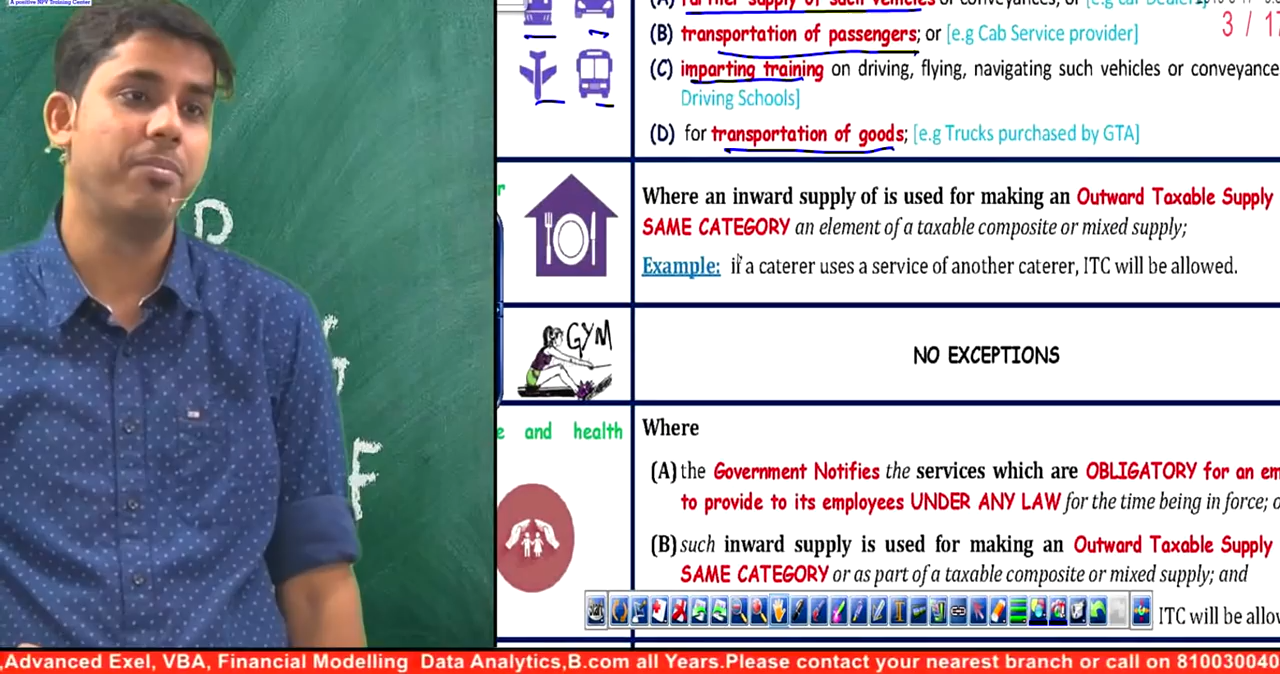 A positive NPV Training Center
(A) further supply of such vehicles or conveyances; or [e.g Car Dealer]
3 / 17
(B) transportation of passengers; or [e.g Cab Service provider]
(C) imparting training on driving, flying, navigating such vehicles or conveyance
Driving Schools]
(D) for transportation of goods; [e.g Trucks purchased by GTA]
D
r
Where an inward supply of is used for making an Outward Taxable Supply
SAME CATEGORY an element of a taxable composite or mixed supply;
Example: if a caterer uses a service of another caterer, ITC will be allowed.
GYM
NO EXCEPTIONS
F
e and health
Where
(A) the Government Notifies the services which are OBLIGATORY for an em
to provide to its employees UNDER ANY LAW for the time being in force; o
(B) such inward supply is used for making an Outward Taxable Supply
SAME CATEGORY or as part of a taxable composite or mixed supply; and
ITC will be allow
,Advanced Exel, VBA, Financial Modelling Data Analytics,B.com all Years.Please contact your nearest branch or call on 810030040